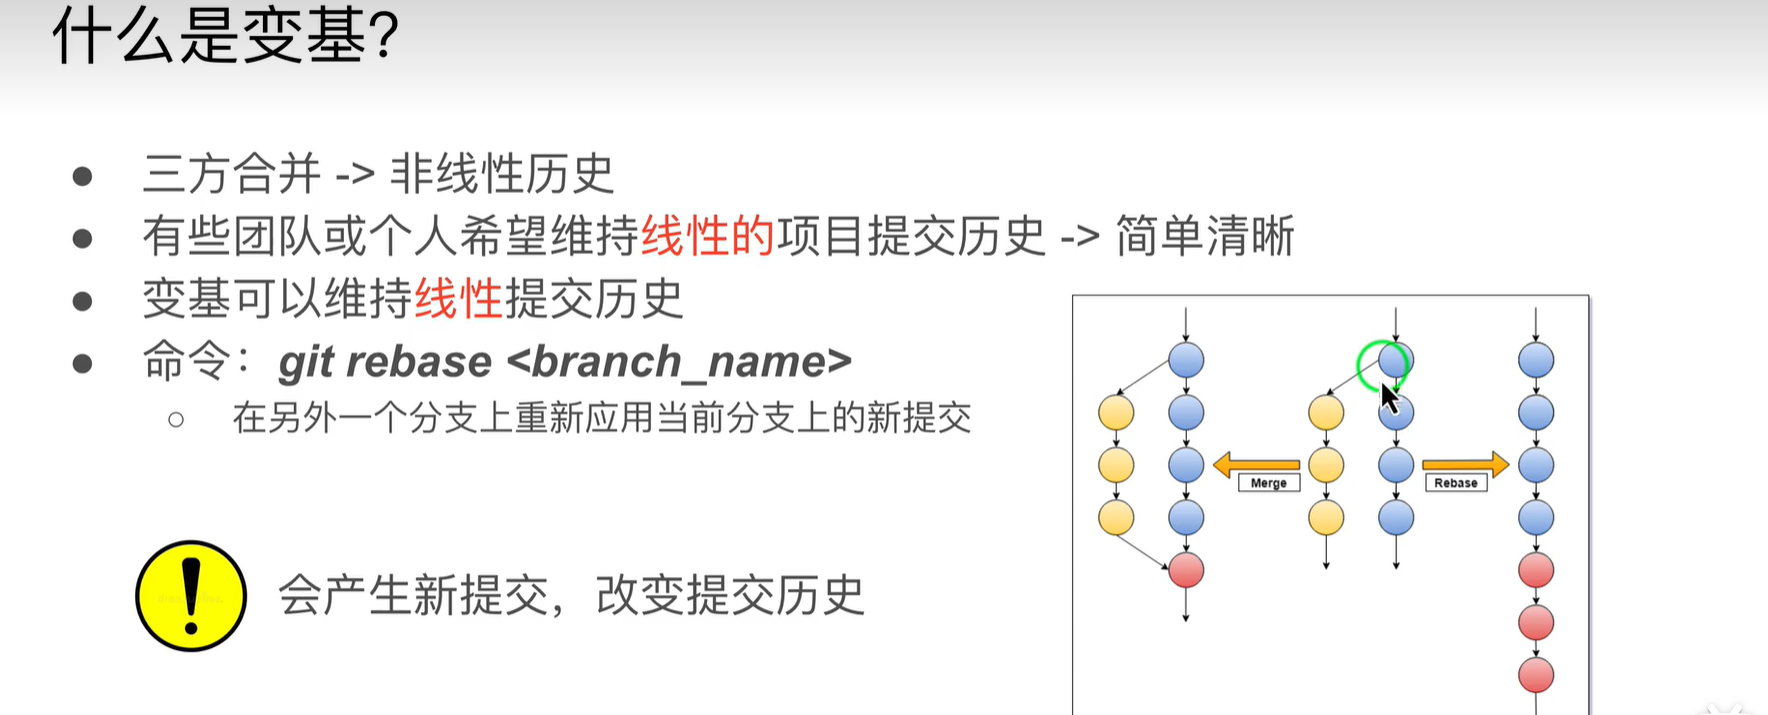 什么是变基？
三方合并 -> 非线性历史
有些团队或个人希望维持线性的项目提交历史 -> 简单清晰
变基可以维持线性提交历史
命令：git rebase <branch_name>
在另外一个分支上重新应用当前分支上的新提交
Merge
Rebase
会产生新提交，改变提交历史